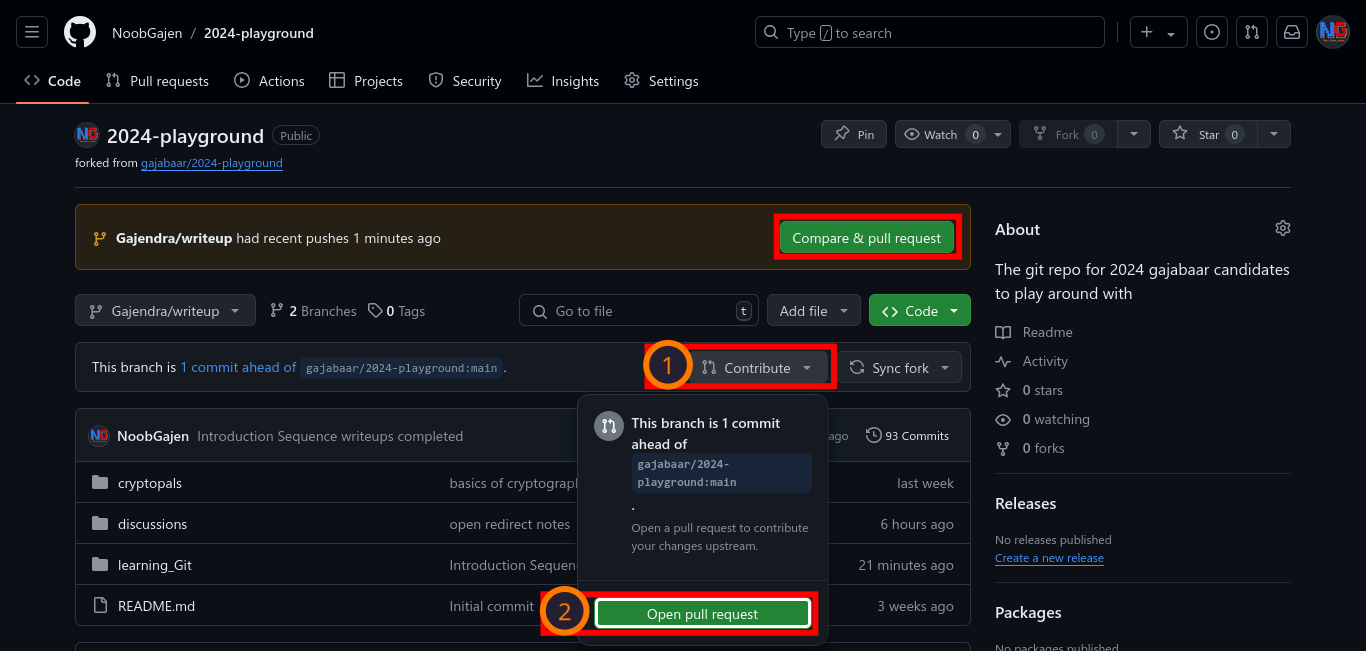 NoobGajen / 2024-playground
Type / to search
Code Pull requests Actions Projects Security Insights Settings
NG 2024-playground Public
Pin Watch 0 Fork 0 Star 0
forked from gajabaar/2024-playground
Gajendra/writeup had recent pushes 1 minutes ago
Compare & pull request
Gajendra/writeup 2 Branches 0 Tags
Go to file t Add file Code
This branch is 1 commit ahead of gajabaar/2024-playground:main.
1 Contribute Sync fork
NG NoobGajen Introduction Sequence writeups completed
ago 93 Commits
cryptopals basics of cryptograph last week
discussions open redirect notes 6 hours ago
learning_Git Introduction Sequen 21 minutes ago
README.md Initial commit 3 weeks ago
This branch is 1 commit
ahead of
gajabaar/2024-
playground:main
.
Open a pull request to contribute
your changes upstream.
2 Open pull request
About
The git repo for 2024 gajabaar candidates
to play around with
Readme
Activity
0 stars
0 watching
0 forks
Releases
No releases published
Create a new release
Packages
No packages published